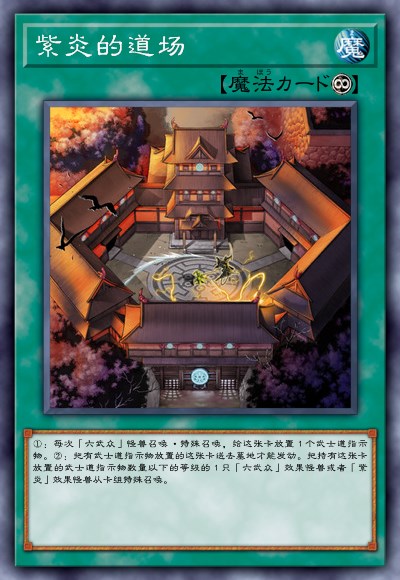 紫炎的道场
魔
【魔法カード】
まほう
①：每次「六武众」怪兽召唤·特殊召唤，给这张卡放置1个武士道指示
物。②：把有武士道指示物放置的这张卡送去墓地才能发动。把持有这张卡
放置的武士道指示物数量以下的等级的1只「六武众」效果怪兽或者「紫
炎」效果怪兽从卡组特殊召唤。